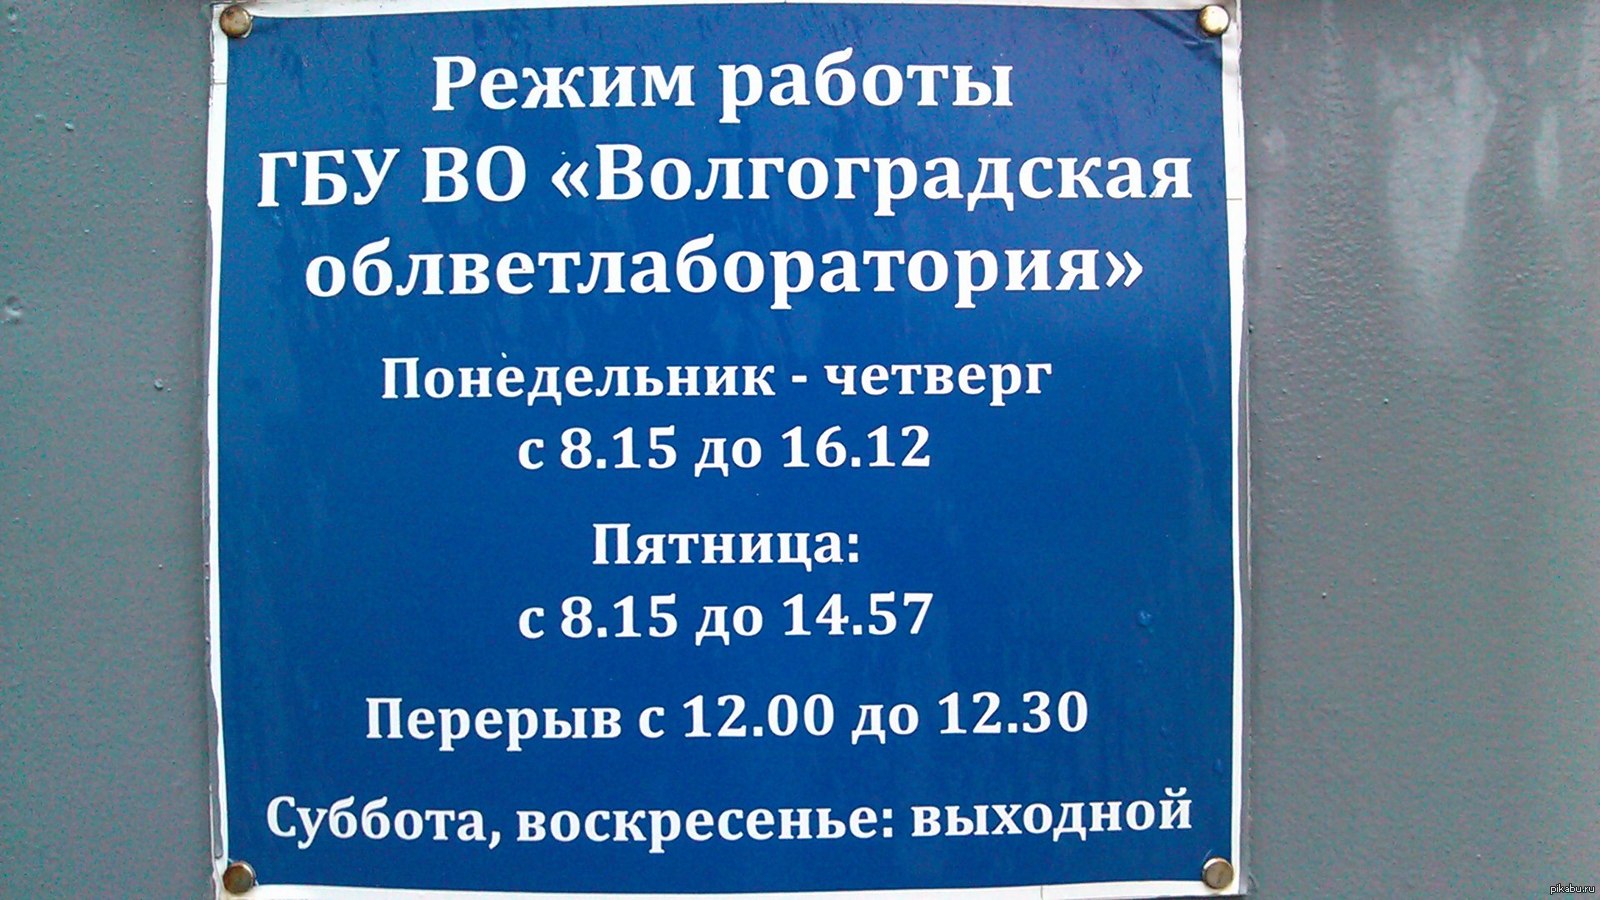 Режим работы
ГБУ ВО «Волгоградская
облветлаборатория»
Понедельник - четверг
с 8.15 до 16.12
Пятница:
с 8.15 до 14.57
Перерыв с 12.00 до 12.30
Суббота, воскресенье: выходной
pikabu.ru